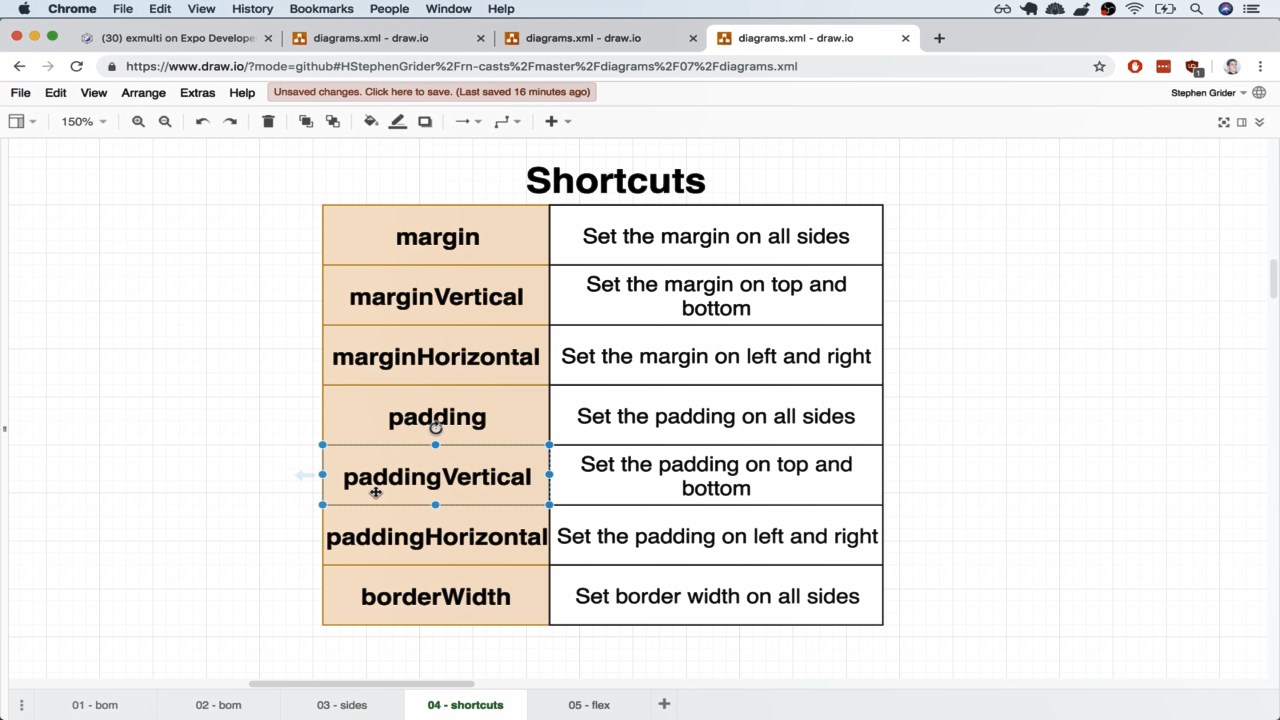 Chrome File Edit View History Bookmarks People Window Help
(30) exmulti on Expo Develope
diagrams.xml - draw.io
diagrams.xml - draw.io
diagrams.xml - draw.io
https://www.draw.io/?mode=github#HStephenGrider%2Frn-casts%2Fmaster%2Fdiagrams%2F07%2Fdiagrams.xml
1
File Edit View Arrange Extras Help
Unsaved changes. Click here to save. (Last saved 16 minutes ago)
Stephen Grider
150%
Shortcuts
margin
Set the margin on all sides
marginVertical
Set the margin on top and
bottom
marginHorizontal
Set the margin on left and right
padding
Set the padding on all sides
paddingVertical
Set the padding on top and
bottom
paddingHorizontal
Set the padding on left and right
borderWidth
Set border width on all sides
01 - bom
02 - bom
03 - sides
04 - shortcuts
05 - flex